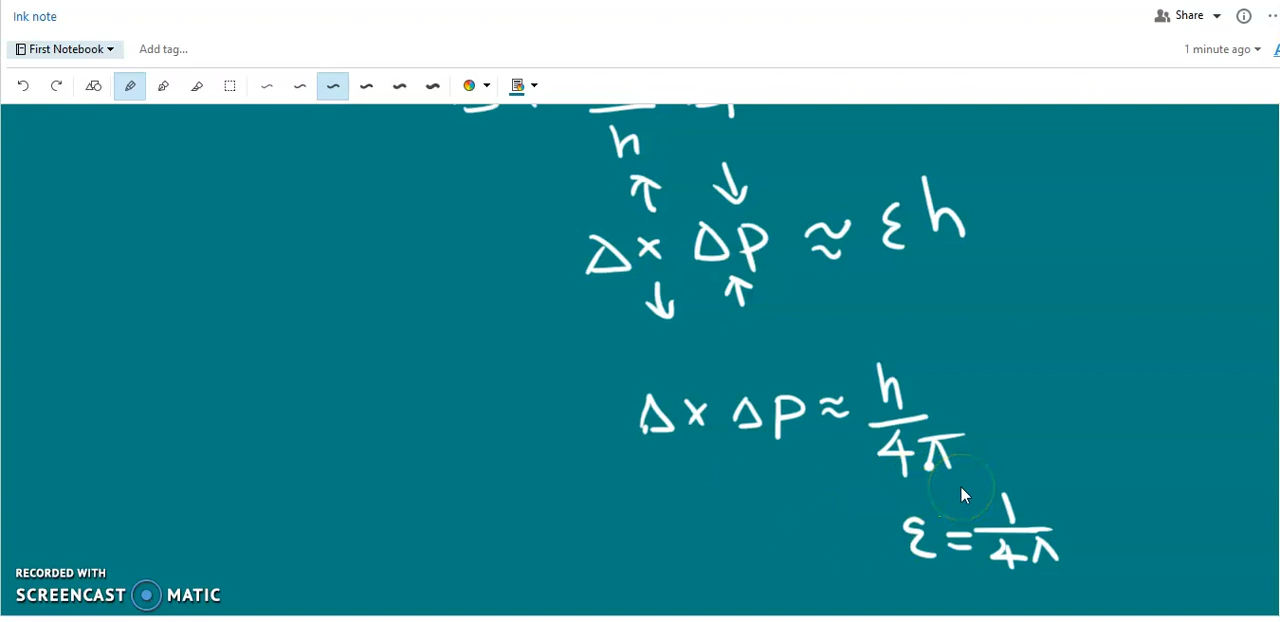 Ink note
Share
First Notebook
Add tag...
1 minute ago
h
↑ ↓
Δx Δp ≈ εh
↓ ↑
Δx Δp ≈ h/4π
ε = 1/4π
RECORDED WITH
SCREENCAST MATIC